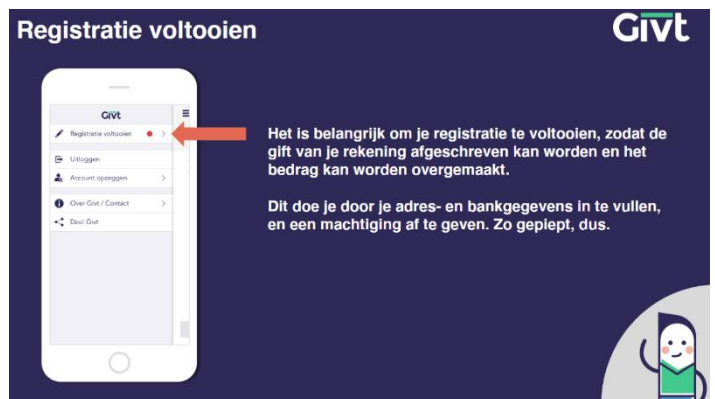 Registratie voltooien
Givt
Givt
Registratie voltooien
Uitloggen
Account opzeggen
Over Givt / Contact
Deel Givt
Het is belangrijk om je registratie te voltooien, zodat de
gift van je rekening afgeschreven kan worden en het
bedrag kan worden overgemaakt.
Dit doe je door je adres- en bankgegevens in te vullen,
en een machtiging af te geven. Zo gepiept, dus.